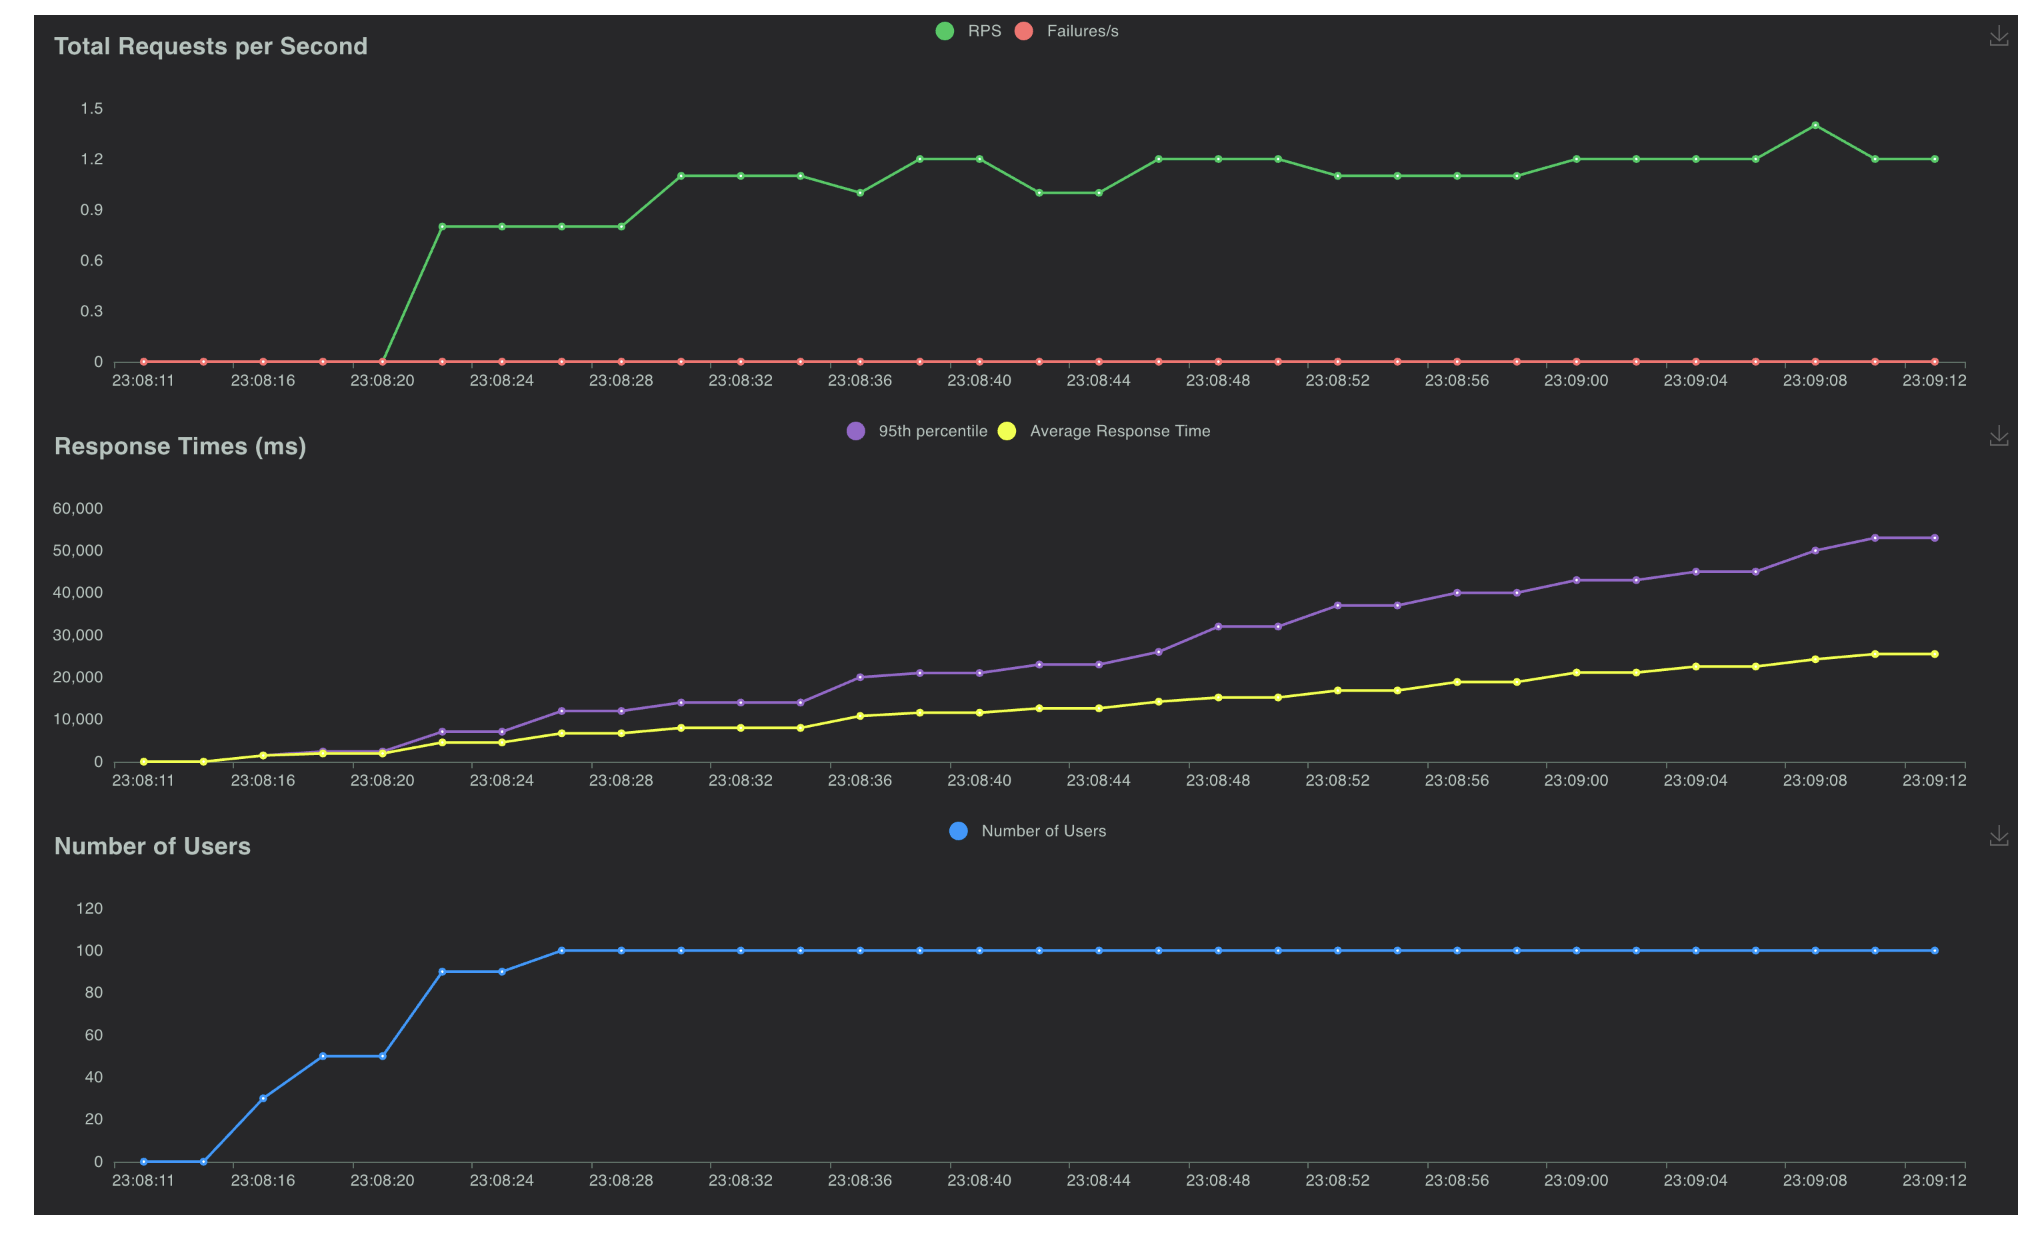 RPS Failures/s
Total Requests per Second
1.5
1.2
0.9
0.6
0.3
0
23:08:11 23:08:16 23:08:20 23:08:24 23:08:28 23:08:32 23:08:36 23:08:40 23:08:44 23:08:48 23:08:52 23:08:56 23:09:00 23:09:04 23:09:08 23:09:12
95th percentile Average Response Time
Response Times (ms)
60,000
50,000
40,000
30,000
20,000
10,000
0
23:08:11 23:08:16 23:08:20 23:08:24 23:08:28 23:08:32 23:08:36 23:08:40 23:08:44 23:08:48 23:08:52 23:08:56 23:09:00 23:09:04 23:09:08 23:09:12
Number of Users
Number of Users
120
100
80
60
40
20
0
23:08:11 23:08:16 23:08:20 23:08:24 23:08:28 23:08:32 23:08:36 23:08:40 23:08:44 23:08:48 23:08:52 23:08:56 23:09:00 23:09:04 23:09:08 23:09:12